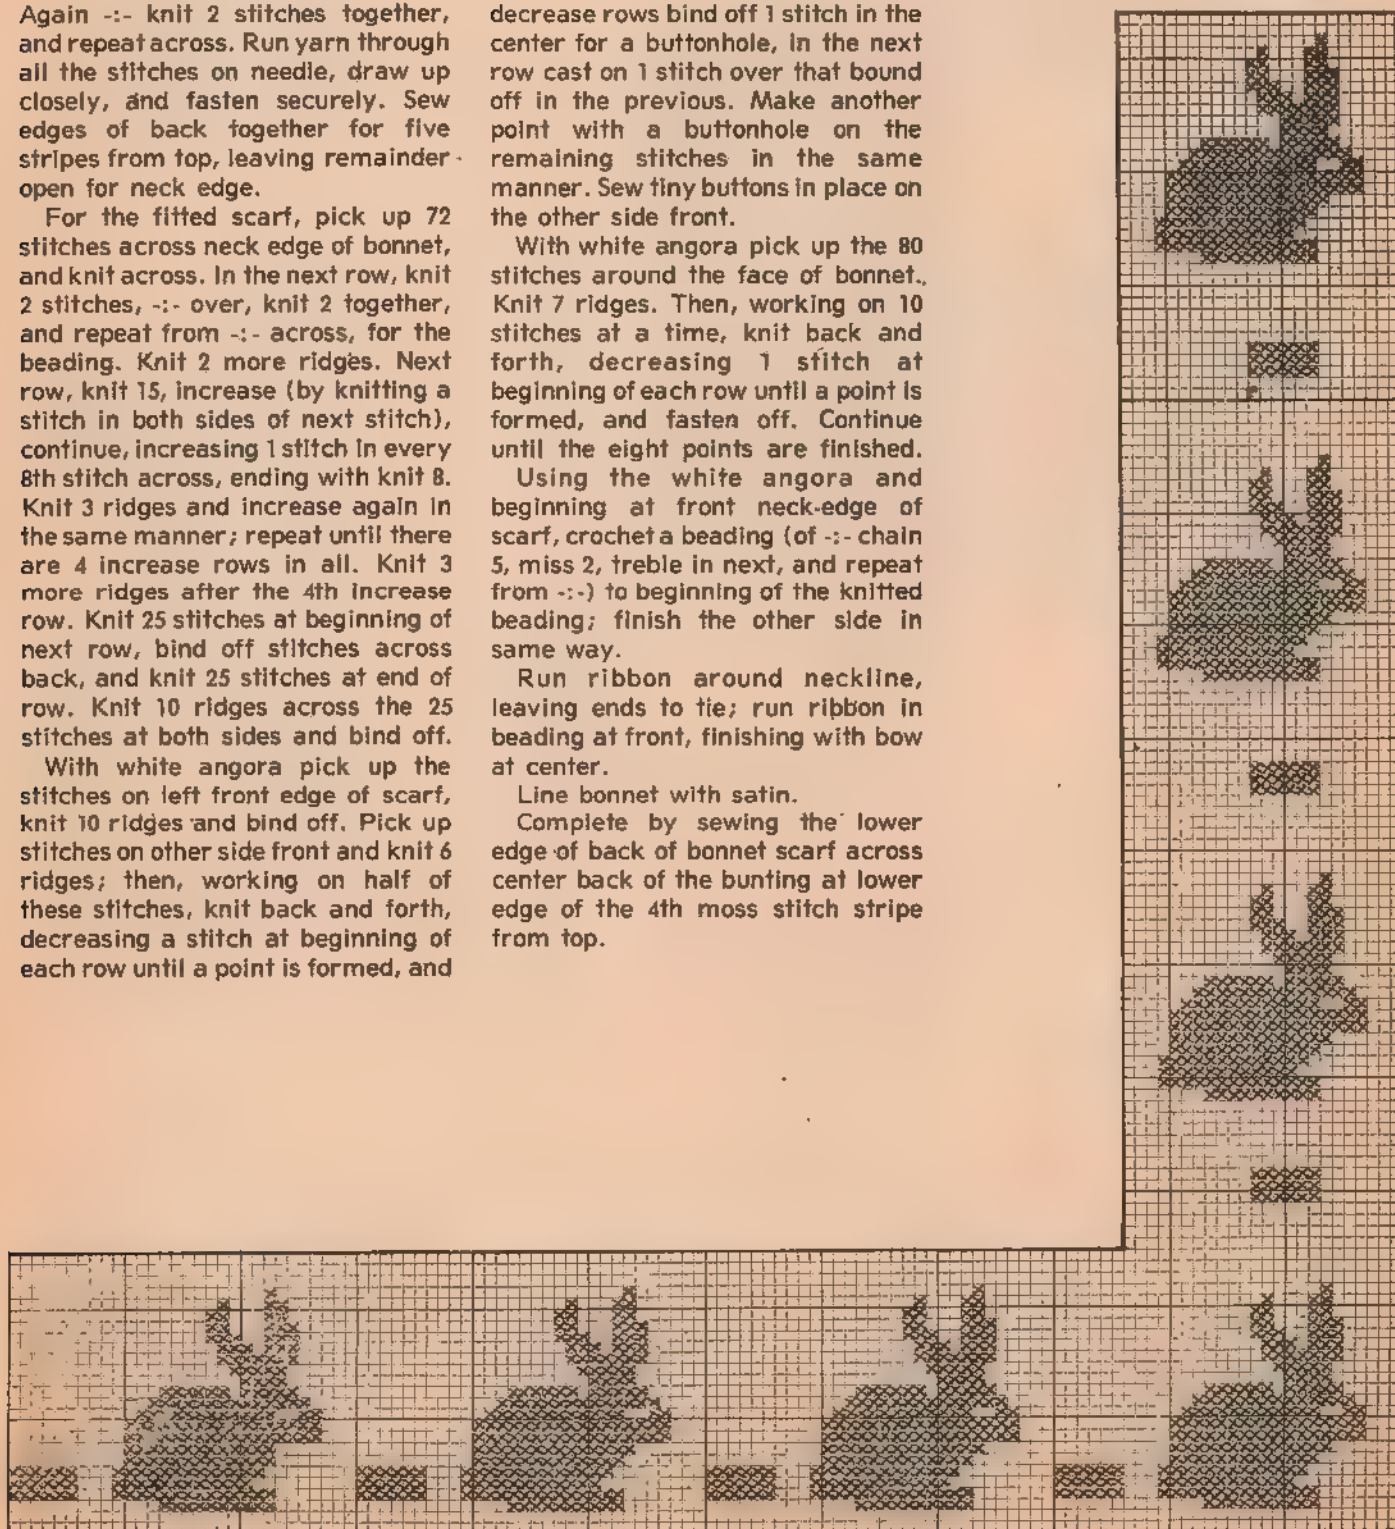 Again -:- knit 2 stitches together,
and repeat across. Run yarn through
all the stitches on needle, draw up
closely, and fasten securely. Sew
edges of back together for five
stripes from top, leaving remainder
open for neck edge.
For the fitted scarf, pick up 72
stitches across neck edge of bonnet,
and knit across. In the next row, knit
2 stitches, -:- over, knit 2 together,
and repeat from -:- across, for the
beading. Knit 2 more ridges. Next
row, knit 15, increase (by knitting a
stitch in both sides of next stitch),
continue, increasing 1 stitch in every
8th stitch across, ending with knit 8.
Knit 3 ridges and increase again in
the same manner; repeat until there
are 4 increase rows in all. Knit 3
more ridges after the 4th increase
row. Knit 25 stitches at beginning of
next row, bind off stitches across
back, and knit 25 stitches at end of
row. Knit 10 ridges across the 25
stitches at both sides and bind off.
With white angora pick up the
stitches on left front edge of scarf,
knit 10 ridges and bind off. Pick up
stitches on other side front and knit 6
ridges; then, working on half of
these stitches, knit back and forth,
decreasing a stitch at beginning of
each row until a point is formed, and
decrease rows bind off 1 stitch in the
center for a buttonhole, in the next
row cast on 1 stitch over that bound
off in the previous. Make another
point with a buttonhole on the
remaining stitches in the same
manner. Sew tiny buttons in place on
the other side front.
With white angora pick up the 80
stitches around the face of bonnet.
Knit 7 ridges. Then, working on 10
stitches at a time, knit back and
forth, decreasing 1 stitch at
beginning of each row until a point is
formed, and fasten off. Continue
until the eight points are finished.
Using the white angora and
beginning at front neck-edge of
scarf, crochet a beading (of -:- chain
5, miss 2, treble in next, and repeat
from -:-) to beginning of the knitted
beading; finish the other side in
same way.
Run ribbon around neckline,
leaving ends to tie; run ribbon in
beading at front, finishing with bow
at center.
Line bonnet with satin.
Complete by sewing the lower
edge of back of bonnet scarf across
center back of the bunting at lower
edge of the 4th moss stitch stripe
from top.